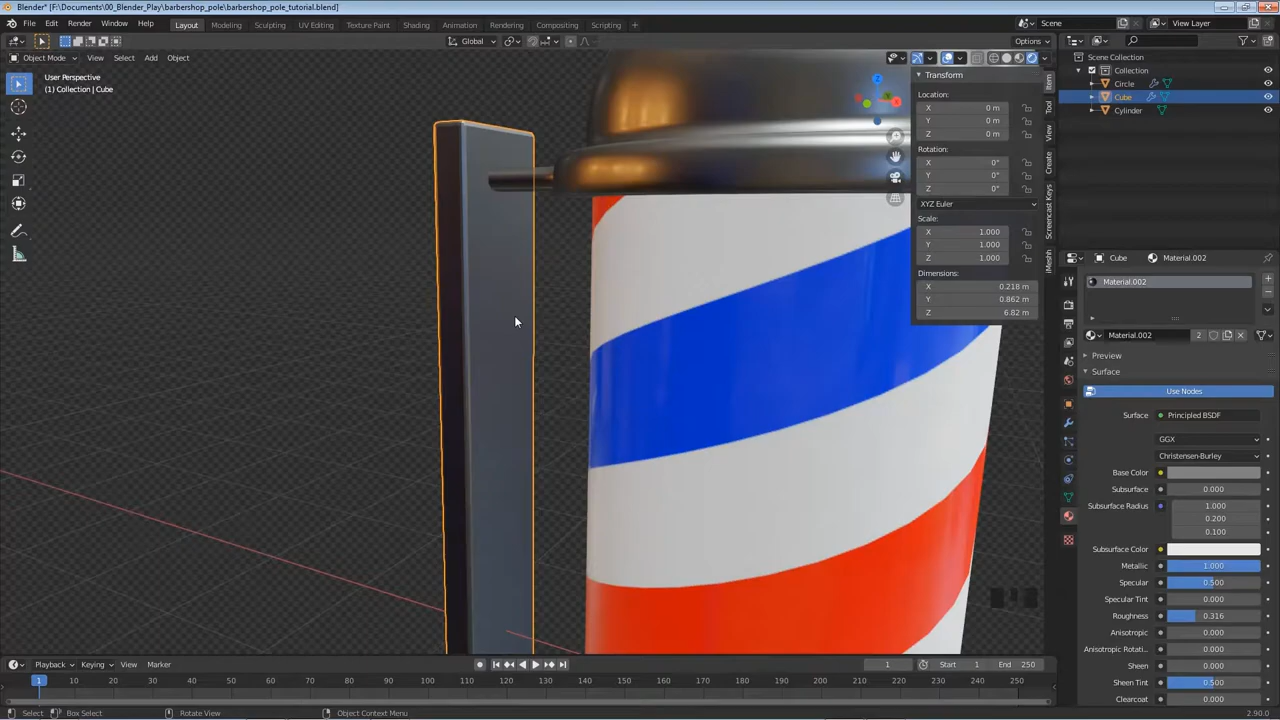 Blender* [F:\Documents\00_Blender_Play\barbershop_pole\barbershop_pole_tutorial.blend]
File Edit Render Window Help Layout Modeling Sculpting UV Editing Texture Paint Shading Animation Rendering Compositing Scripting + Scene View Layer
Global Options
Object Mode View Select Add Object
User Perspective
(1) Collection | Cube
Transform
Location:
X 0 m
Y 0 m
Z 0 m
Rotation:
X 0°
Y 0°
Z 0°
XYZ Euler
Scale:
X 1.000
Y 1.000
Z 1.000
Dimensions:
X 0.218 m
Y 0.862 m
Z 6.82 m
Item
Tool
View
Create
Screencast Keys
iMeshh
Scene Collection
Collection
Circle
Cube
Cylinder
Cube Material.002
Material.002
Material.002 2
Preview
Surface
Use Nodes
Surface Principled BSDF
GGX
Christensen-Burley
Base Color
Subsurface 0.000
Subsurface Radius 1.000
0.200
0.100
Subsurface Color
Metallic 1.000
Specular 0.500
Specular Tint 0.000
Roughness 0.316
Anisotropic 0.000
Anisotropic Rotati.. 0.000
Sheen 0.000
Sheen Tint 0.500
Clearcoat 0.000
Playback Keying View Marker 1 Start 1 End 250
1 10 20 30 40 50 60 70 80 90 100 110 120 130 140 150 160 170 180 190 200 210 220 230 240 250
Select Box Select Rotate View Object Context Menu 2.90.0